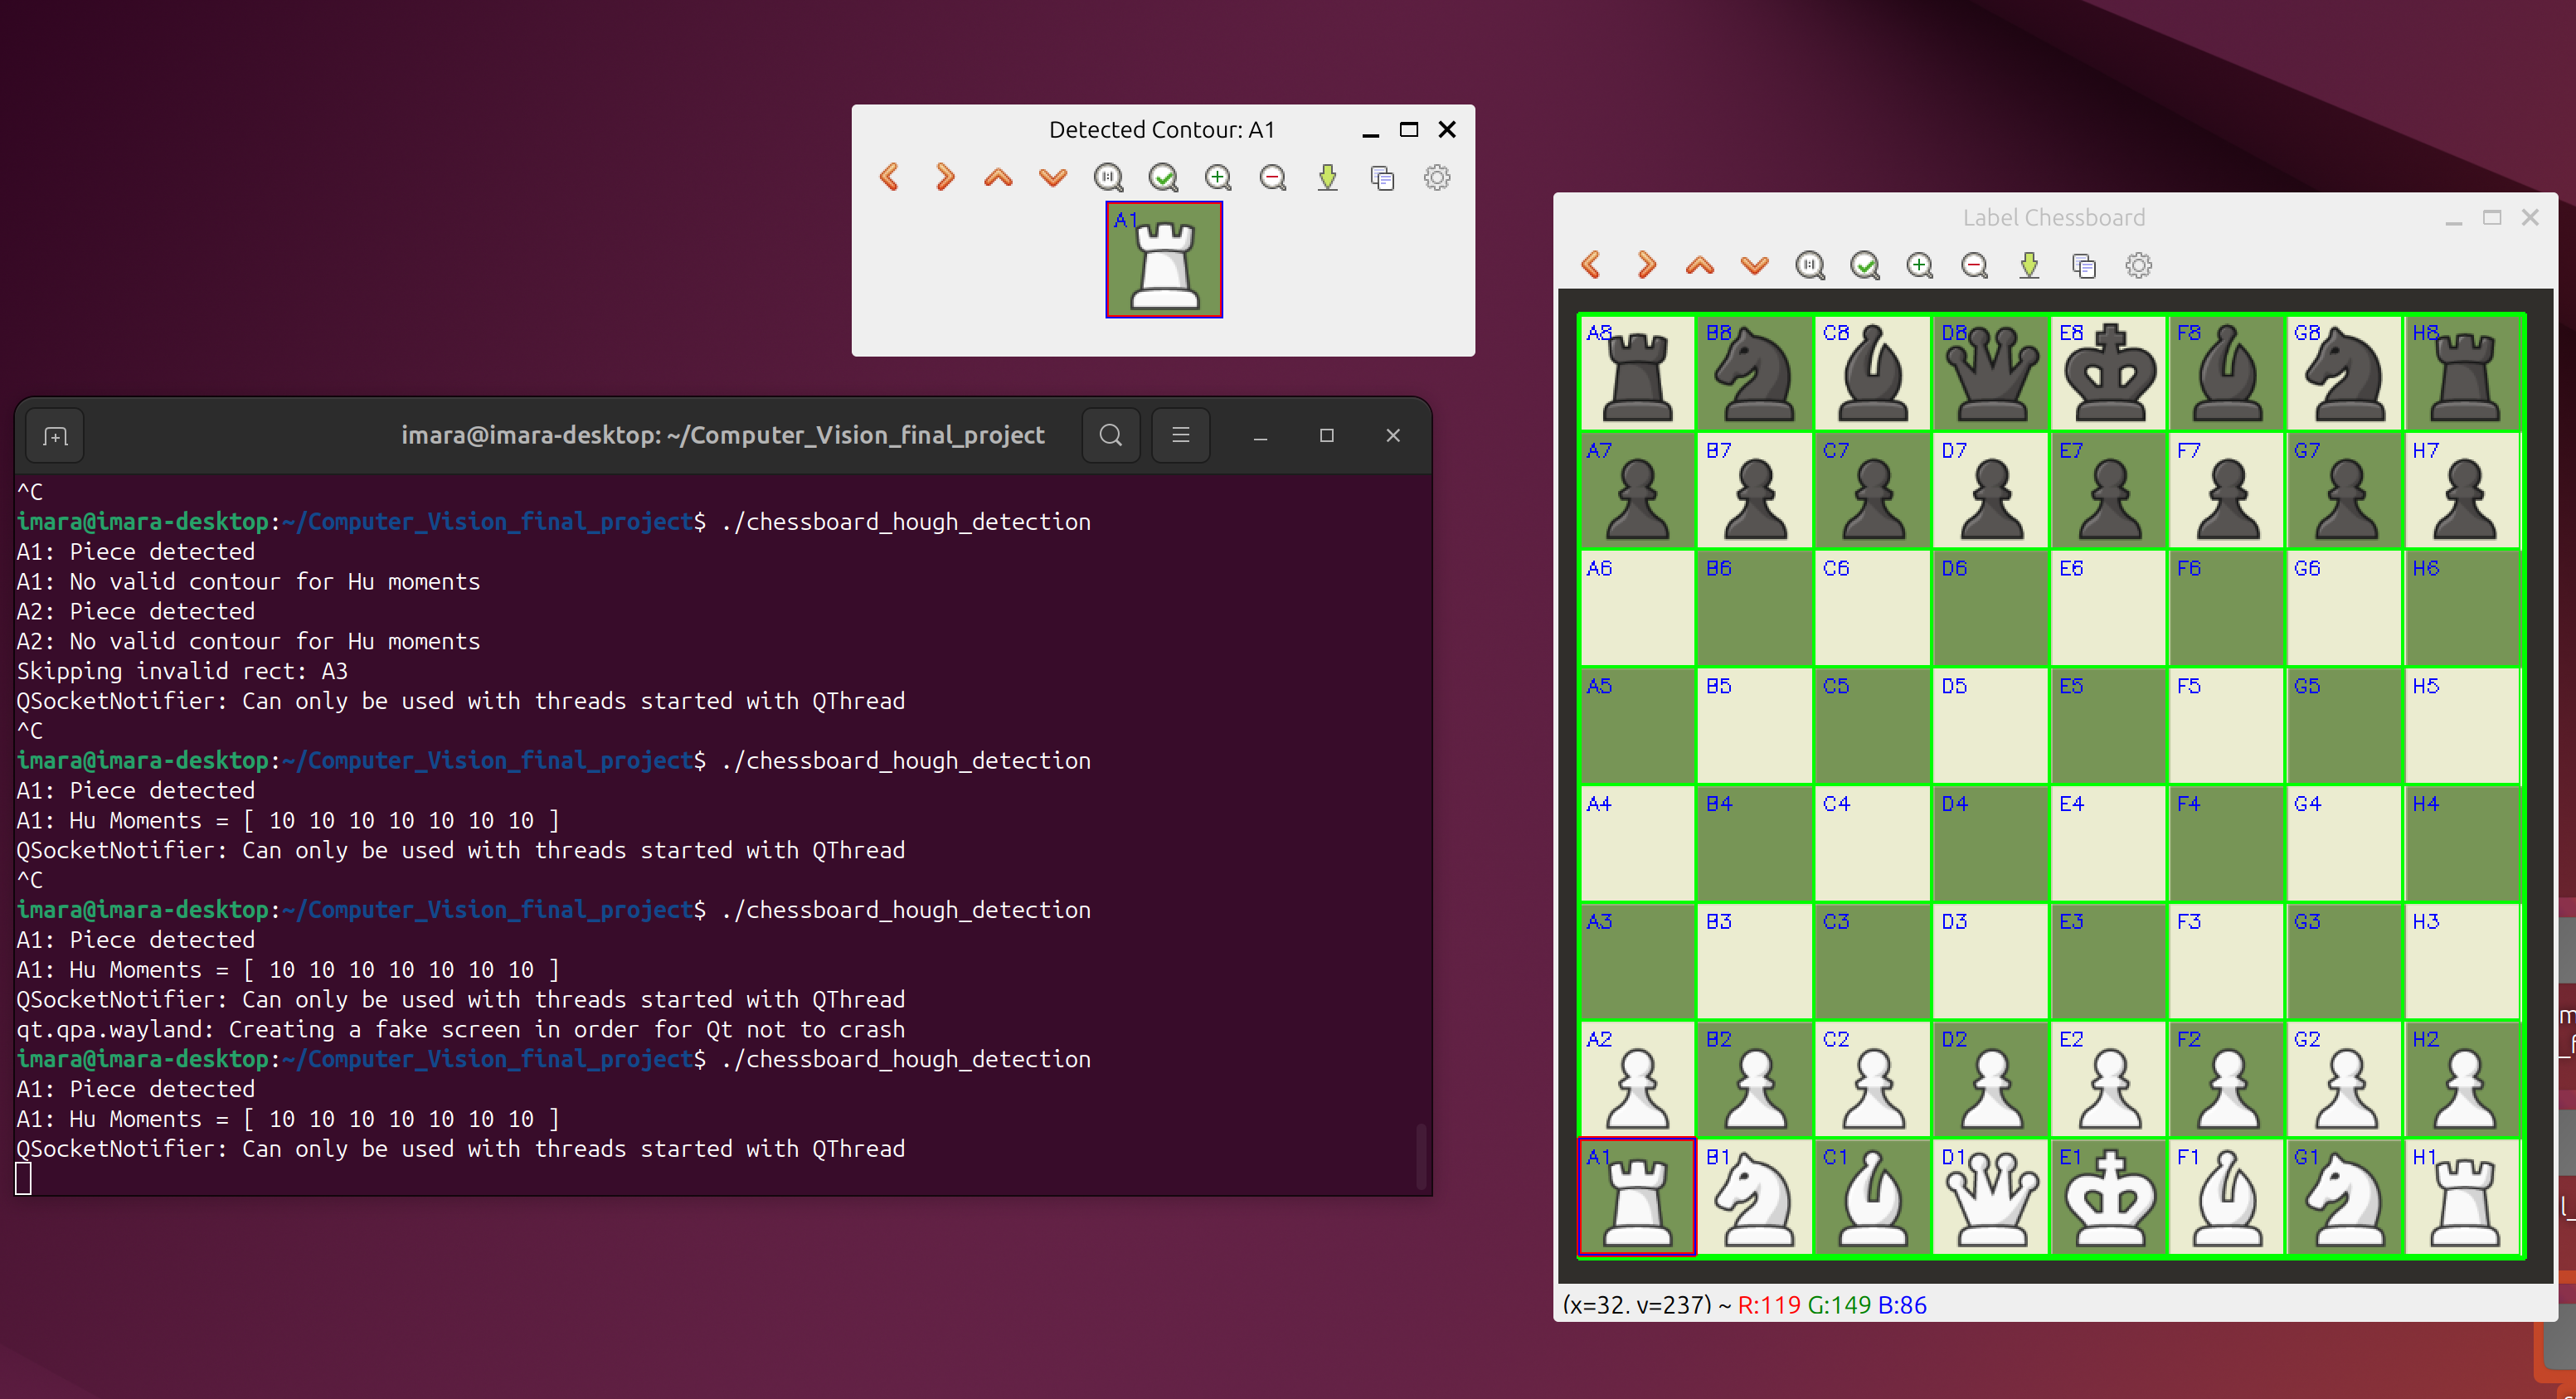 Detected Contour: A1
A1
imara@imara-desktop: ~/Computer_Vision_final_project
^C
imara@imara-desktop:~/Computer_Vision_final_project$ ./chessboard_hough_detection
A1: Piece detected
A1: No valid contour for Hu moments
A2: Piece detected
A2: No valid contour for Hu moments
Skipping invalid rect: A3
QSocketNotifier: Can only be used with threads started with QThread
^C
imara@imara-desktop:~/Computer_Vision_final_project$ ./chessboard_hough_detection
A1: Piece detected
A1: Hu Moments = [ 10 10 10 10 10 10 10 ]
QSocketNotifier: Can only be used with threads started with QThread
^C
imara@imara-desktop:~/Computer_Vision_final_project$ ./chessboard_hough_detection
A1: Piece detected
A1: Hu Moments = [ 10 10 10 10 10 10 10 ]
QSocketNotifier: Can only be used with threads started with QThread
qt.qpa.wayland: Creating a fake screen in order for Qt not to crash
imara@imara-desktop:~/Computer_Vision_final_project$ ./chessboard_hough_detection
A1: Piece detected
A1: Hu Moments = [ 10 10 10 10 10 10 10 ]
QSocketNotifier: Can only be used with threads started with QThread
Label Chessboard
A8 B8 C8 D8 E8 F8 G8 H8
A7 B7 C7 D7 E7 F7 G7 H7
A6 B6 C6 D6 E6 F6 G6 H6
A5 B5 C5 D5 E5 F5 G5 H5
A4 B4 C4 D4 E4 F4 G4 H4
A3 B3 C3 D3 E3 F3 G3 H3
A2 B2 C2 D2 E2 F2 G2 H2
A1 B1 C1 D1 E1 F1 G1 H1
(x=32, y=237) ~ R:119 G:149 B:86